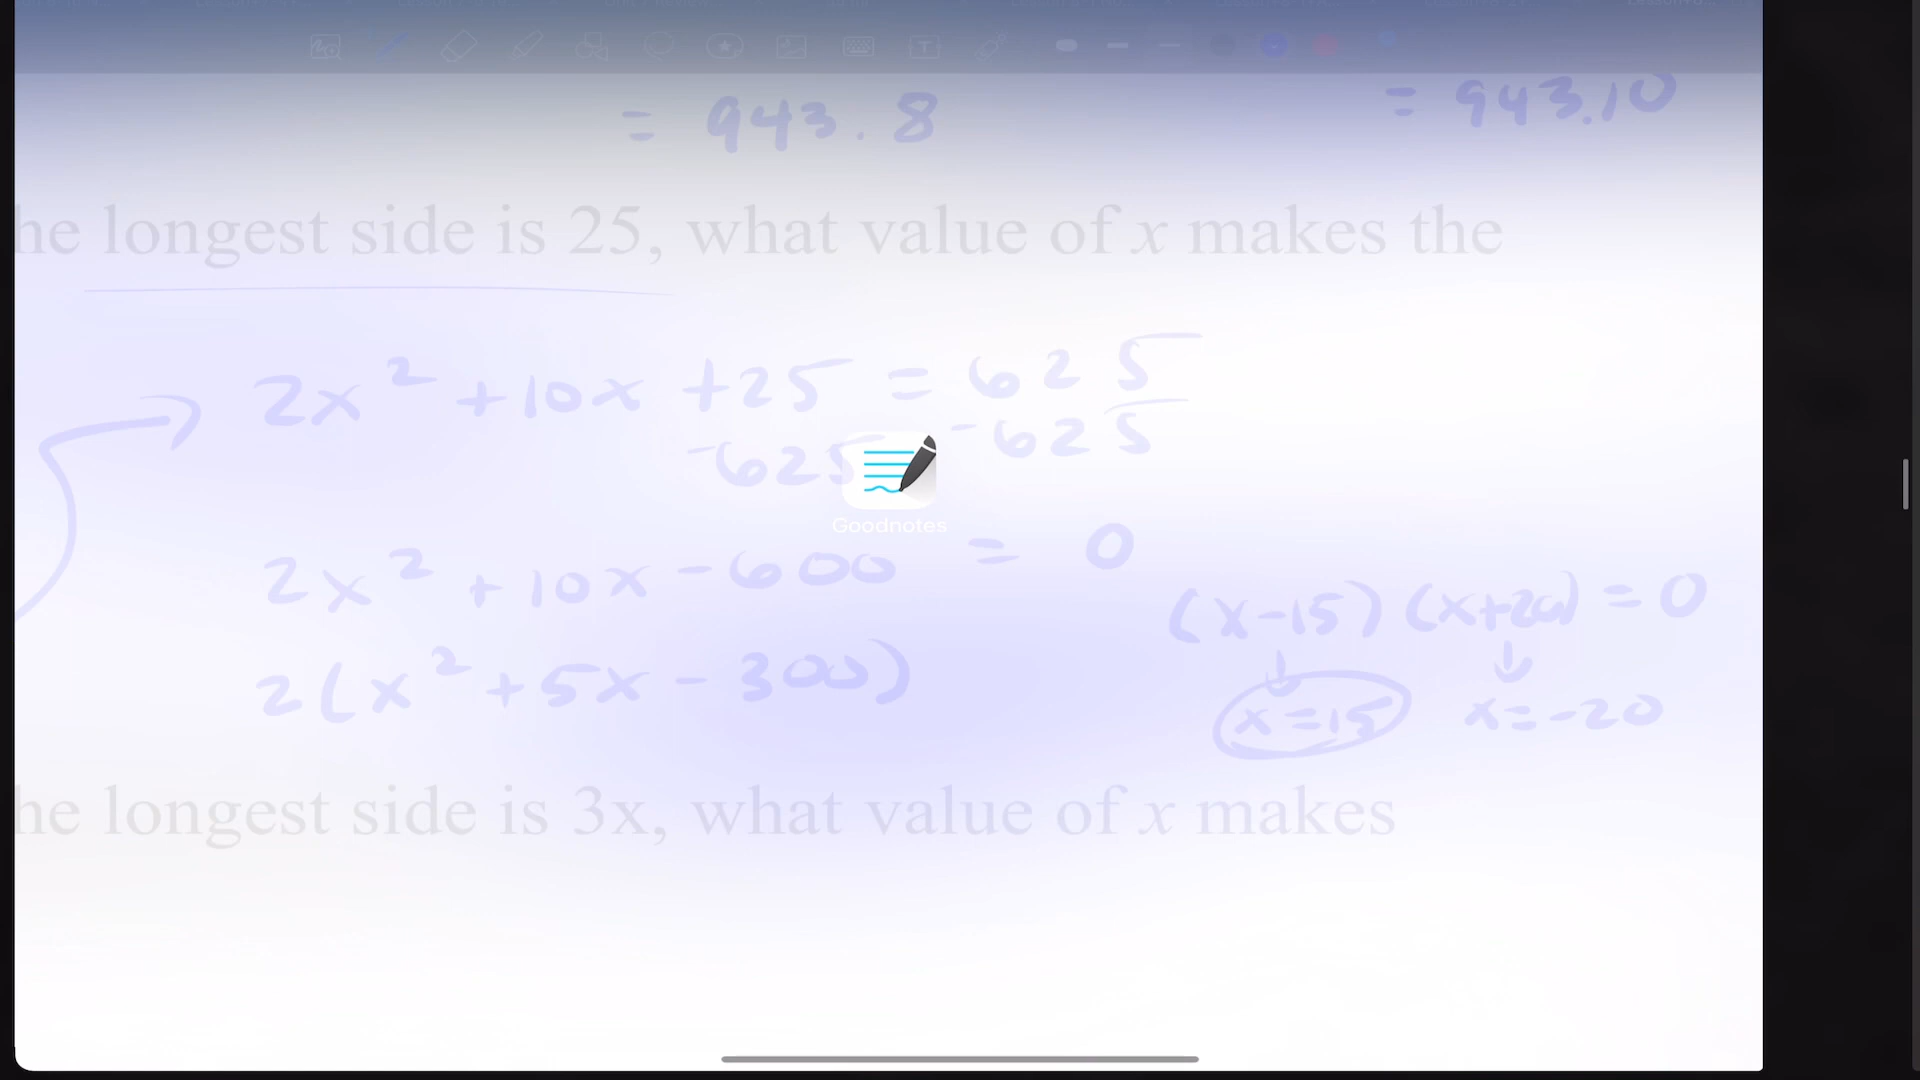 = 943.8
= 943.10
he longest side is 25, what value of x makes the
2x² + 10x + 25 = 625
-625 -625
Goodnotes
2x² + 10x - 600 = 0
2(x² + 5x - 300)
(x-15)(x+20) = 0
x = 15 x = -20
he longest side is 3x, what value of x makes